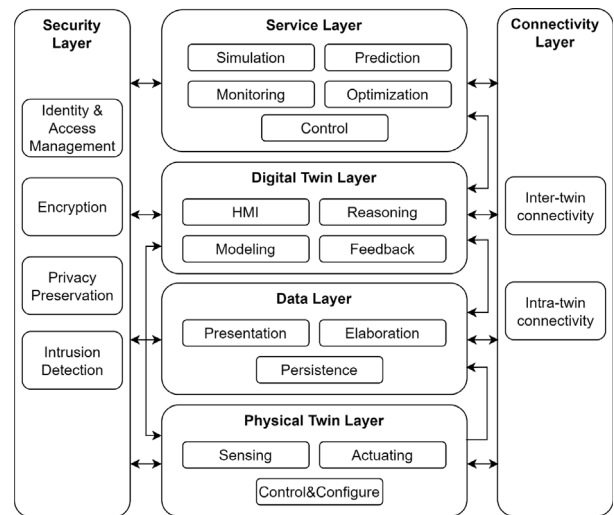 Security
Layer
Identity &
Access
Management
Encryption
Privacy
Preservation
Intrusion
Detection
Service Layer
Simulation
Prediction
Monitoring
Optimization
Control
Digital Twin Layer
HMI
Reasoning
Modeling
Feedback
Data Layer
Presentation
Elaboration
Persistence
Physical Twin Layer
Sensing
Actuating
Control&Configure
Connectivity
Layer
Inter-twin
connectivity
Intra-twin
connectivity